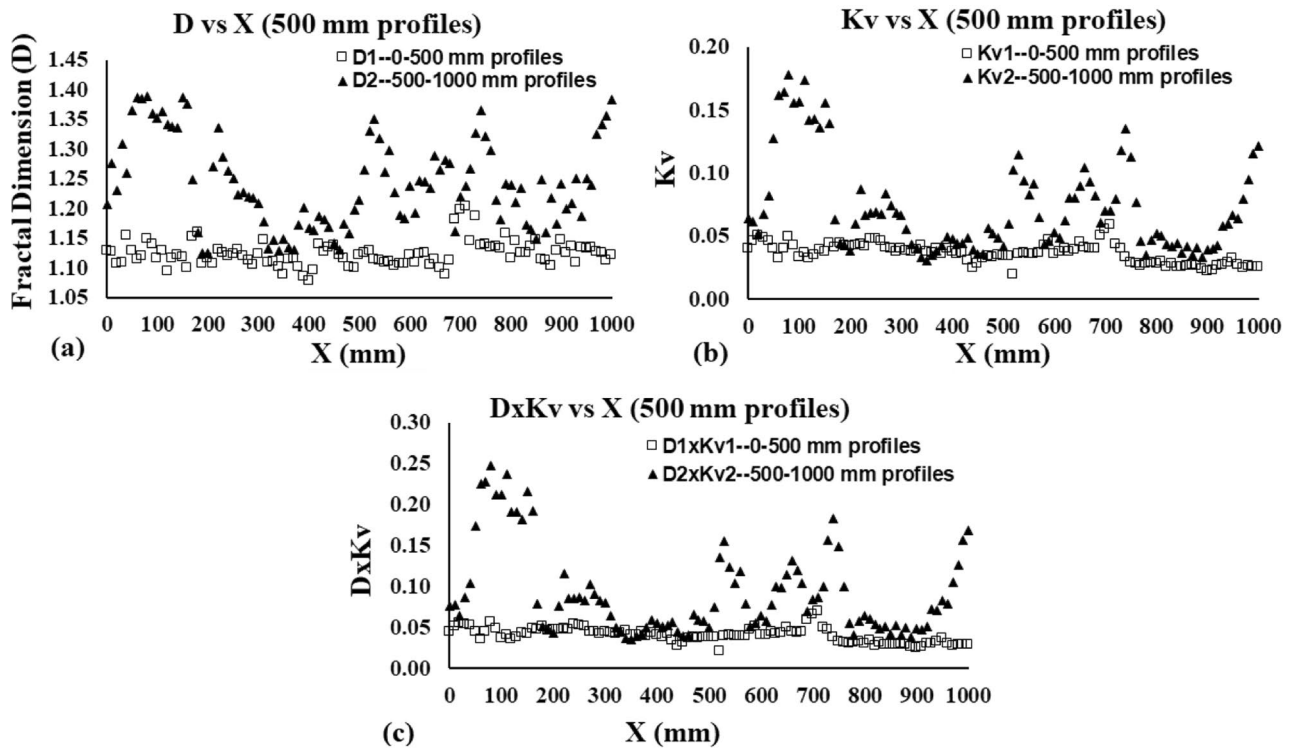 D vs X (500 mm profiles)
D1--0-500 mm profiles
D2--500-1000 mm profiles
Fractal Dimension (D)
1.45
1.40
1.35
1.30
1.25
1.20
1.15
1.10
1.05
0 100 200 300 400 500 600 700 800 900 1000
(a)
X (mm)
Kv vs X (500 mm profiles)
Kv1--0-500 mm profiles
Kv2--500-1000 mm profiles
Kv
0.20
0.15
0.10
0.05
0.00
0 100 200 300 400 500 600 700 800 900 1000
(b)
X (mm)
DxKv vs X (500 mm profiles)
D1xKv1--0-500 mm profiles
D2xKv2--500-1000 mm profiles
DxKv
0.30
0.25
0.20
0.15
0.10
0.05
0.00
0 100 200 300 400 500 600 700 800 900 1000
(c)
X (mm)